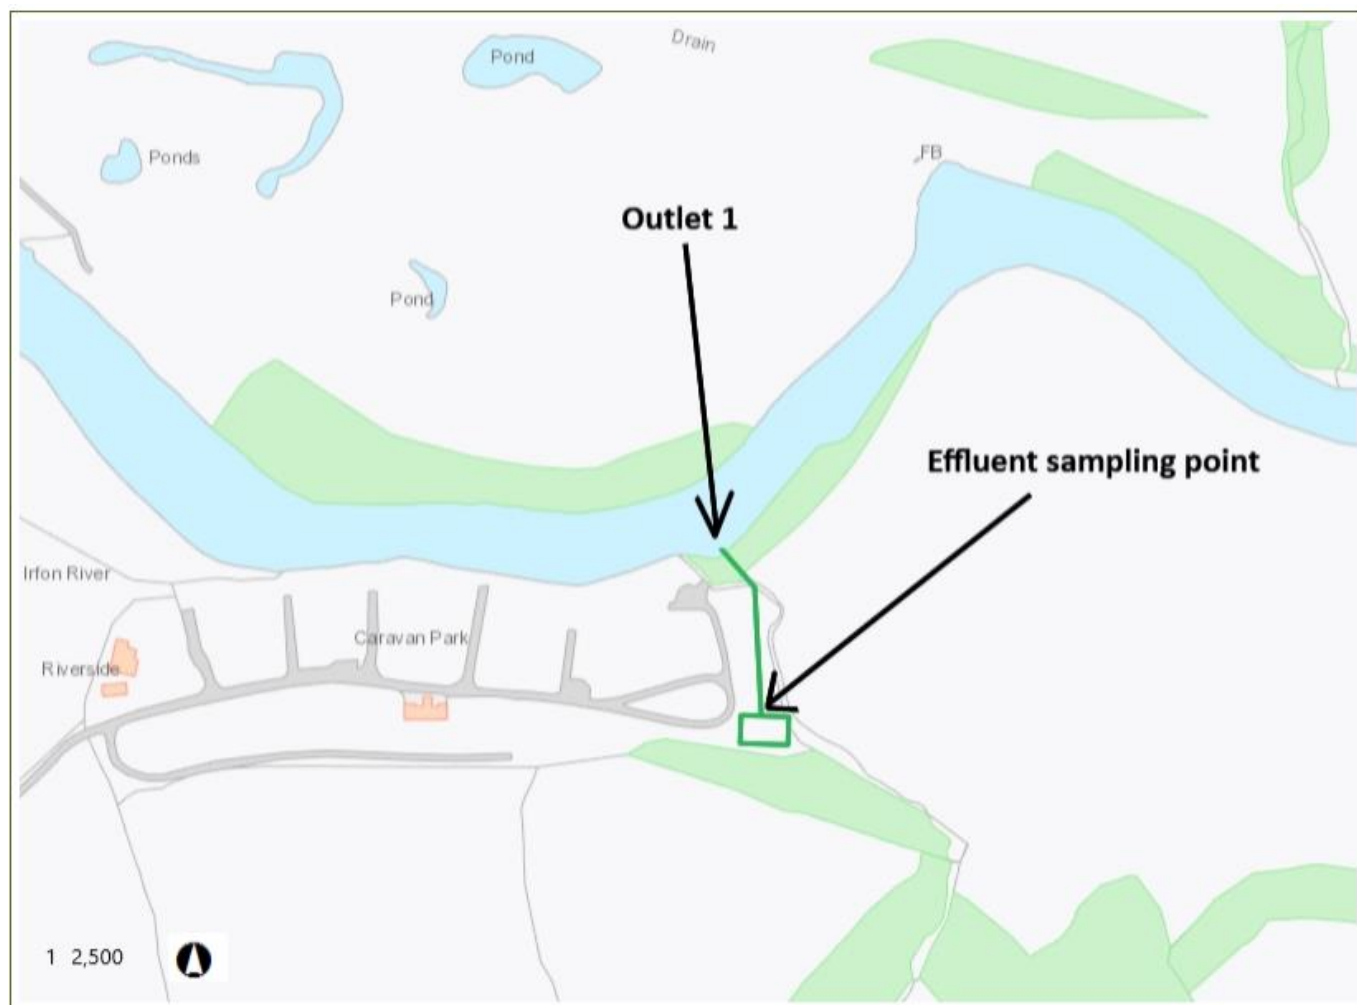 Drain
Pond
Ponds
FB
Outlet 1
Pond
Effluent sampling point
Irfon River
Caravan Park
Riverside
1 2,500